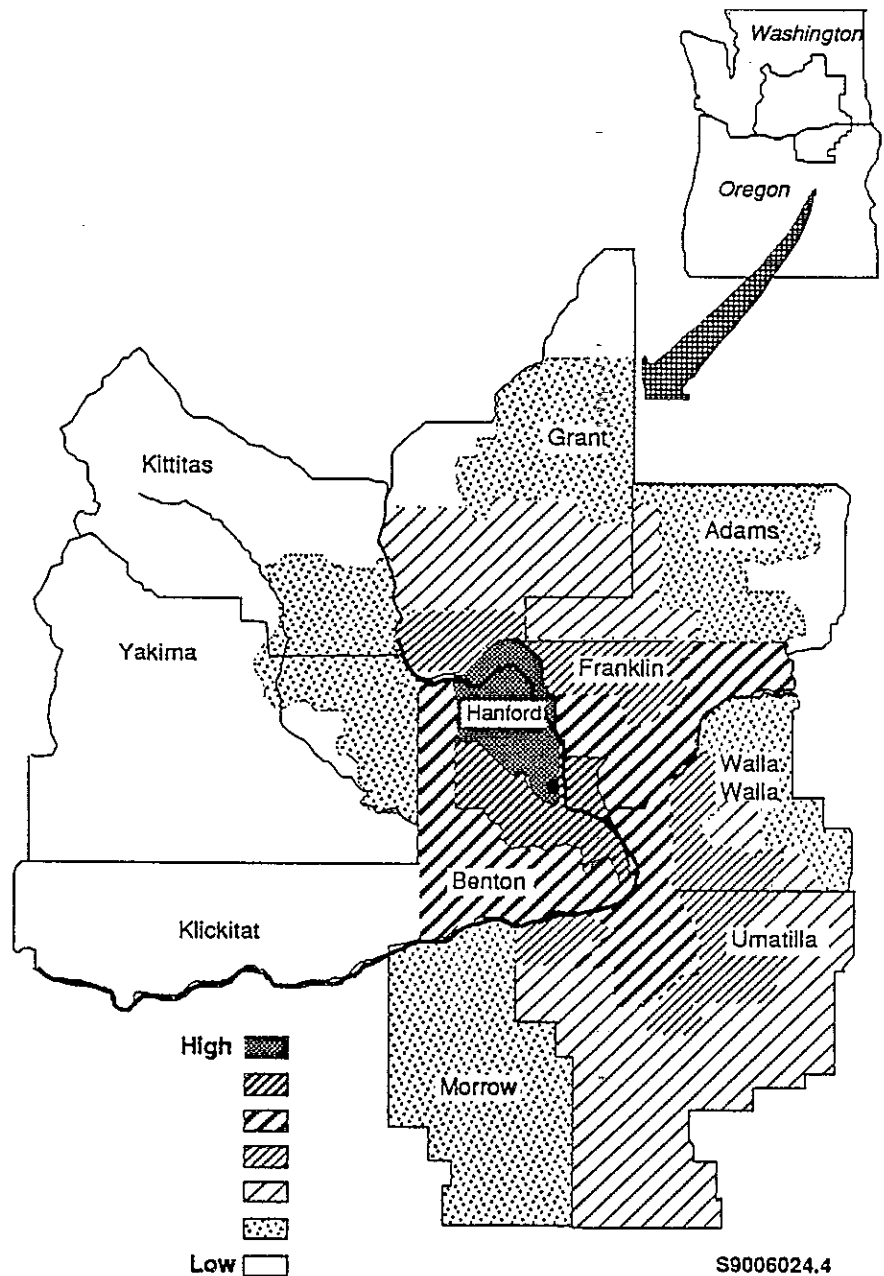 Washington
Oregon
Grant
Kittitas
Adams
Yakima
Franklin
Hanford
Walla
Walla
Benton
Klickitat
Umatilla
High
Morrow
Low
S9006024.4